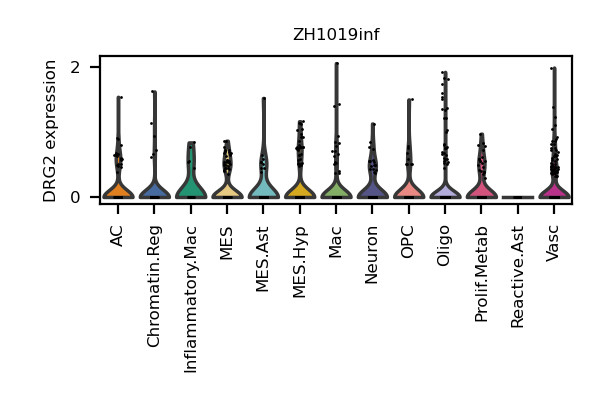 ZH1019inf
DRG2 expression
2
0
AC
Chromatin.Reg
Inflammatory.Mac
MES
MES.Ast
MES.Hyp
Mac
Neuron
OPC
Oligo
Prolif.Metab
Reactive.Ast
Vasc